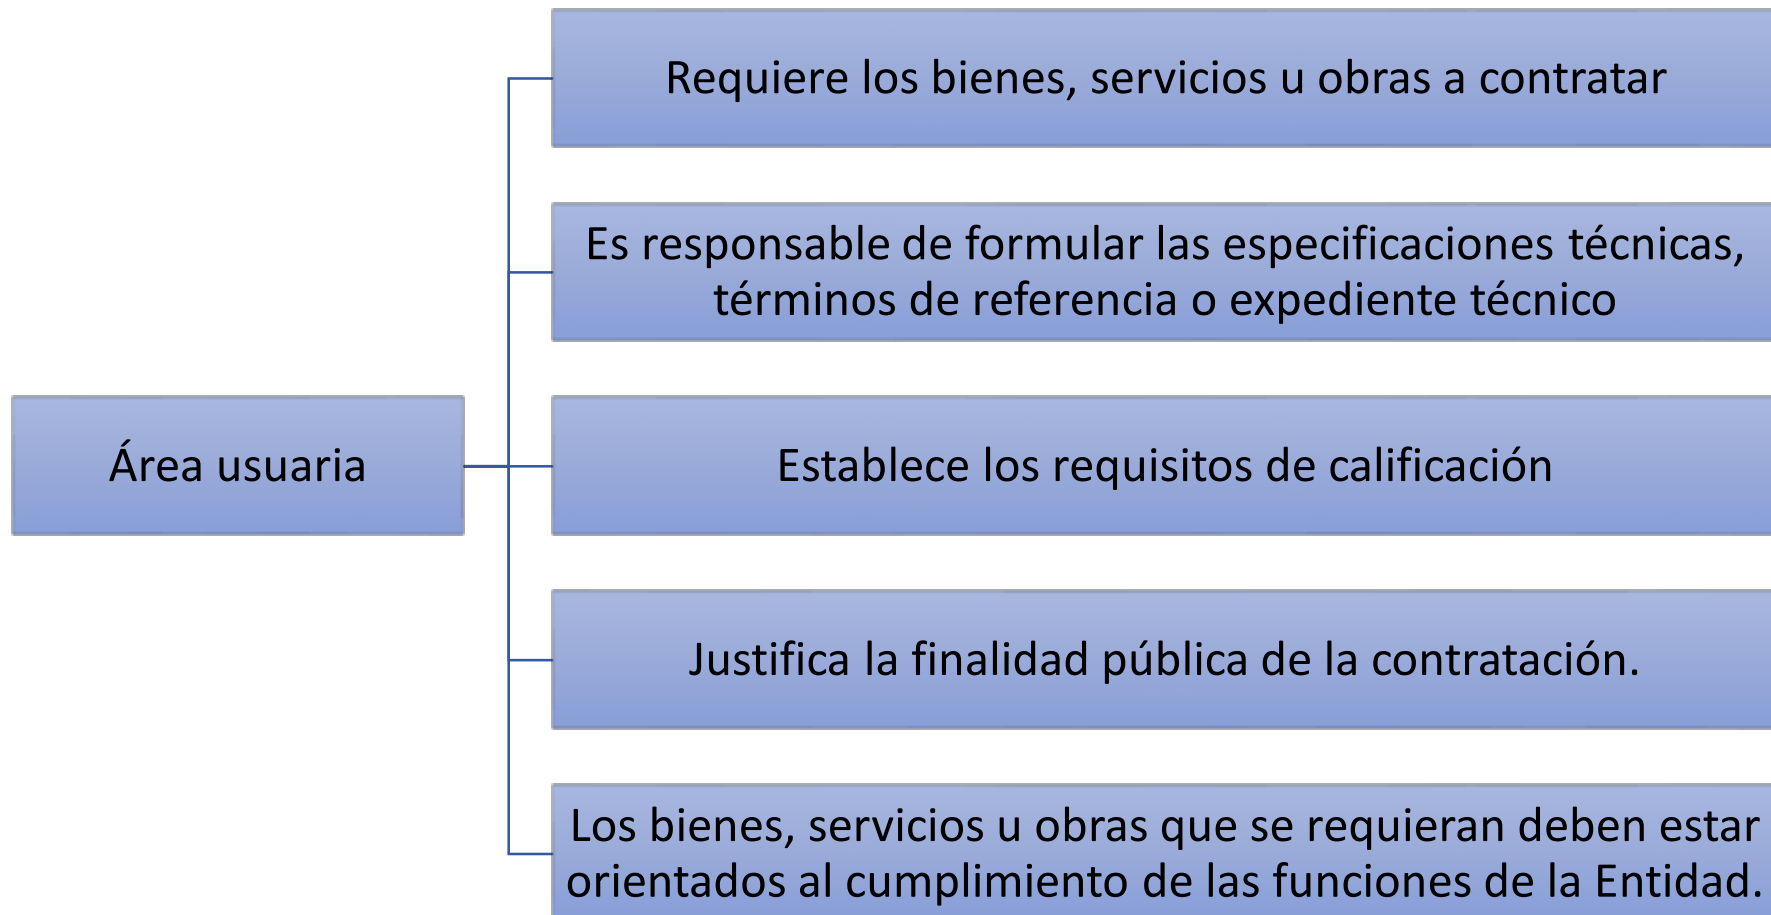 Área usuaria
Requiere los bienes, servicios u obras a contratar
Es responsable de formular las especificaciones técnicas,
términos de referencia o expediente técnico
Establece los requisitos de calificación
Justifica la finalidad pública de la contratación.
Los bienes, servicios u obras que se requieran deben estar
orientados al cumplimiento de las funciones de la Entidad.